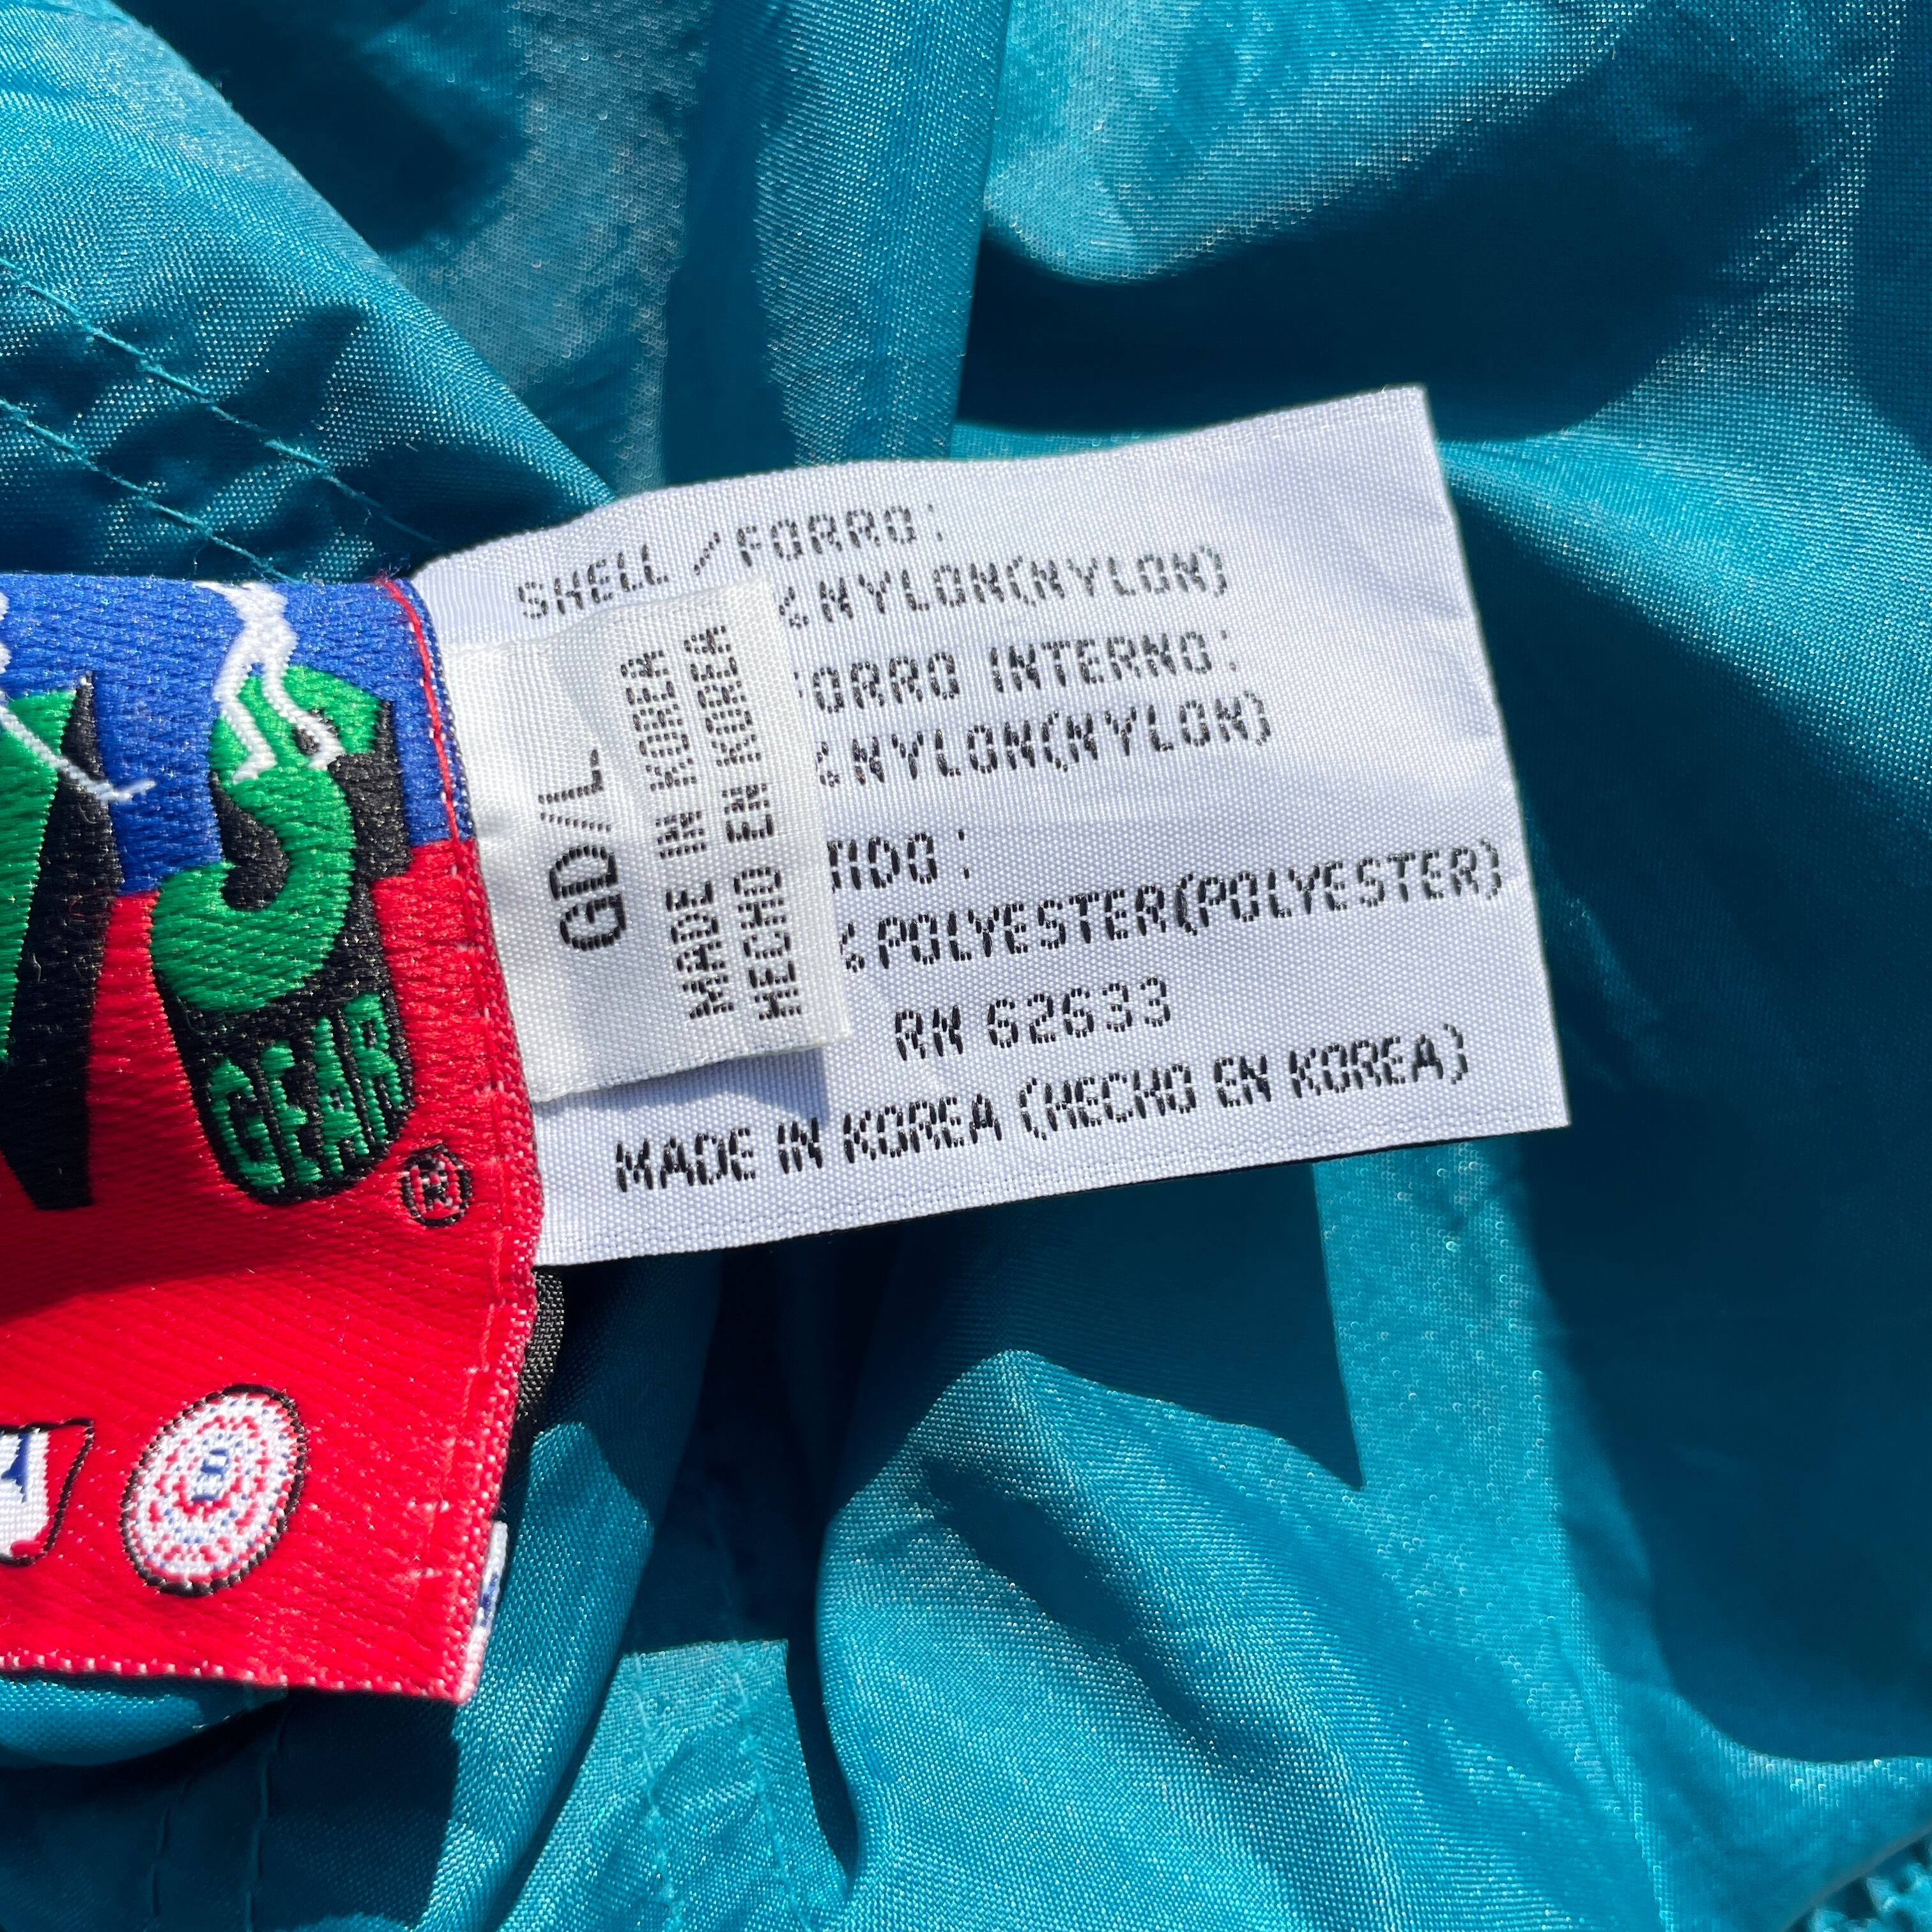 SHELL/FORRO:
% NYLON(NYLON)
FORRO INTERNO:
% NYLON(NYLON)
TIDO:
% POLYESTER(POLYESTER)
RN 62633
MADE IN KOREA (HECHO EN KOREA)
GD/L
MADE IN KOREA
HECHO EN KOREA
S
GEAR
®